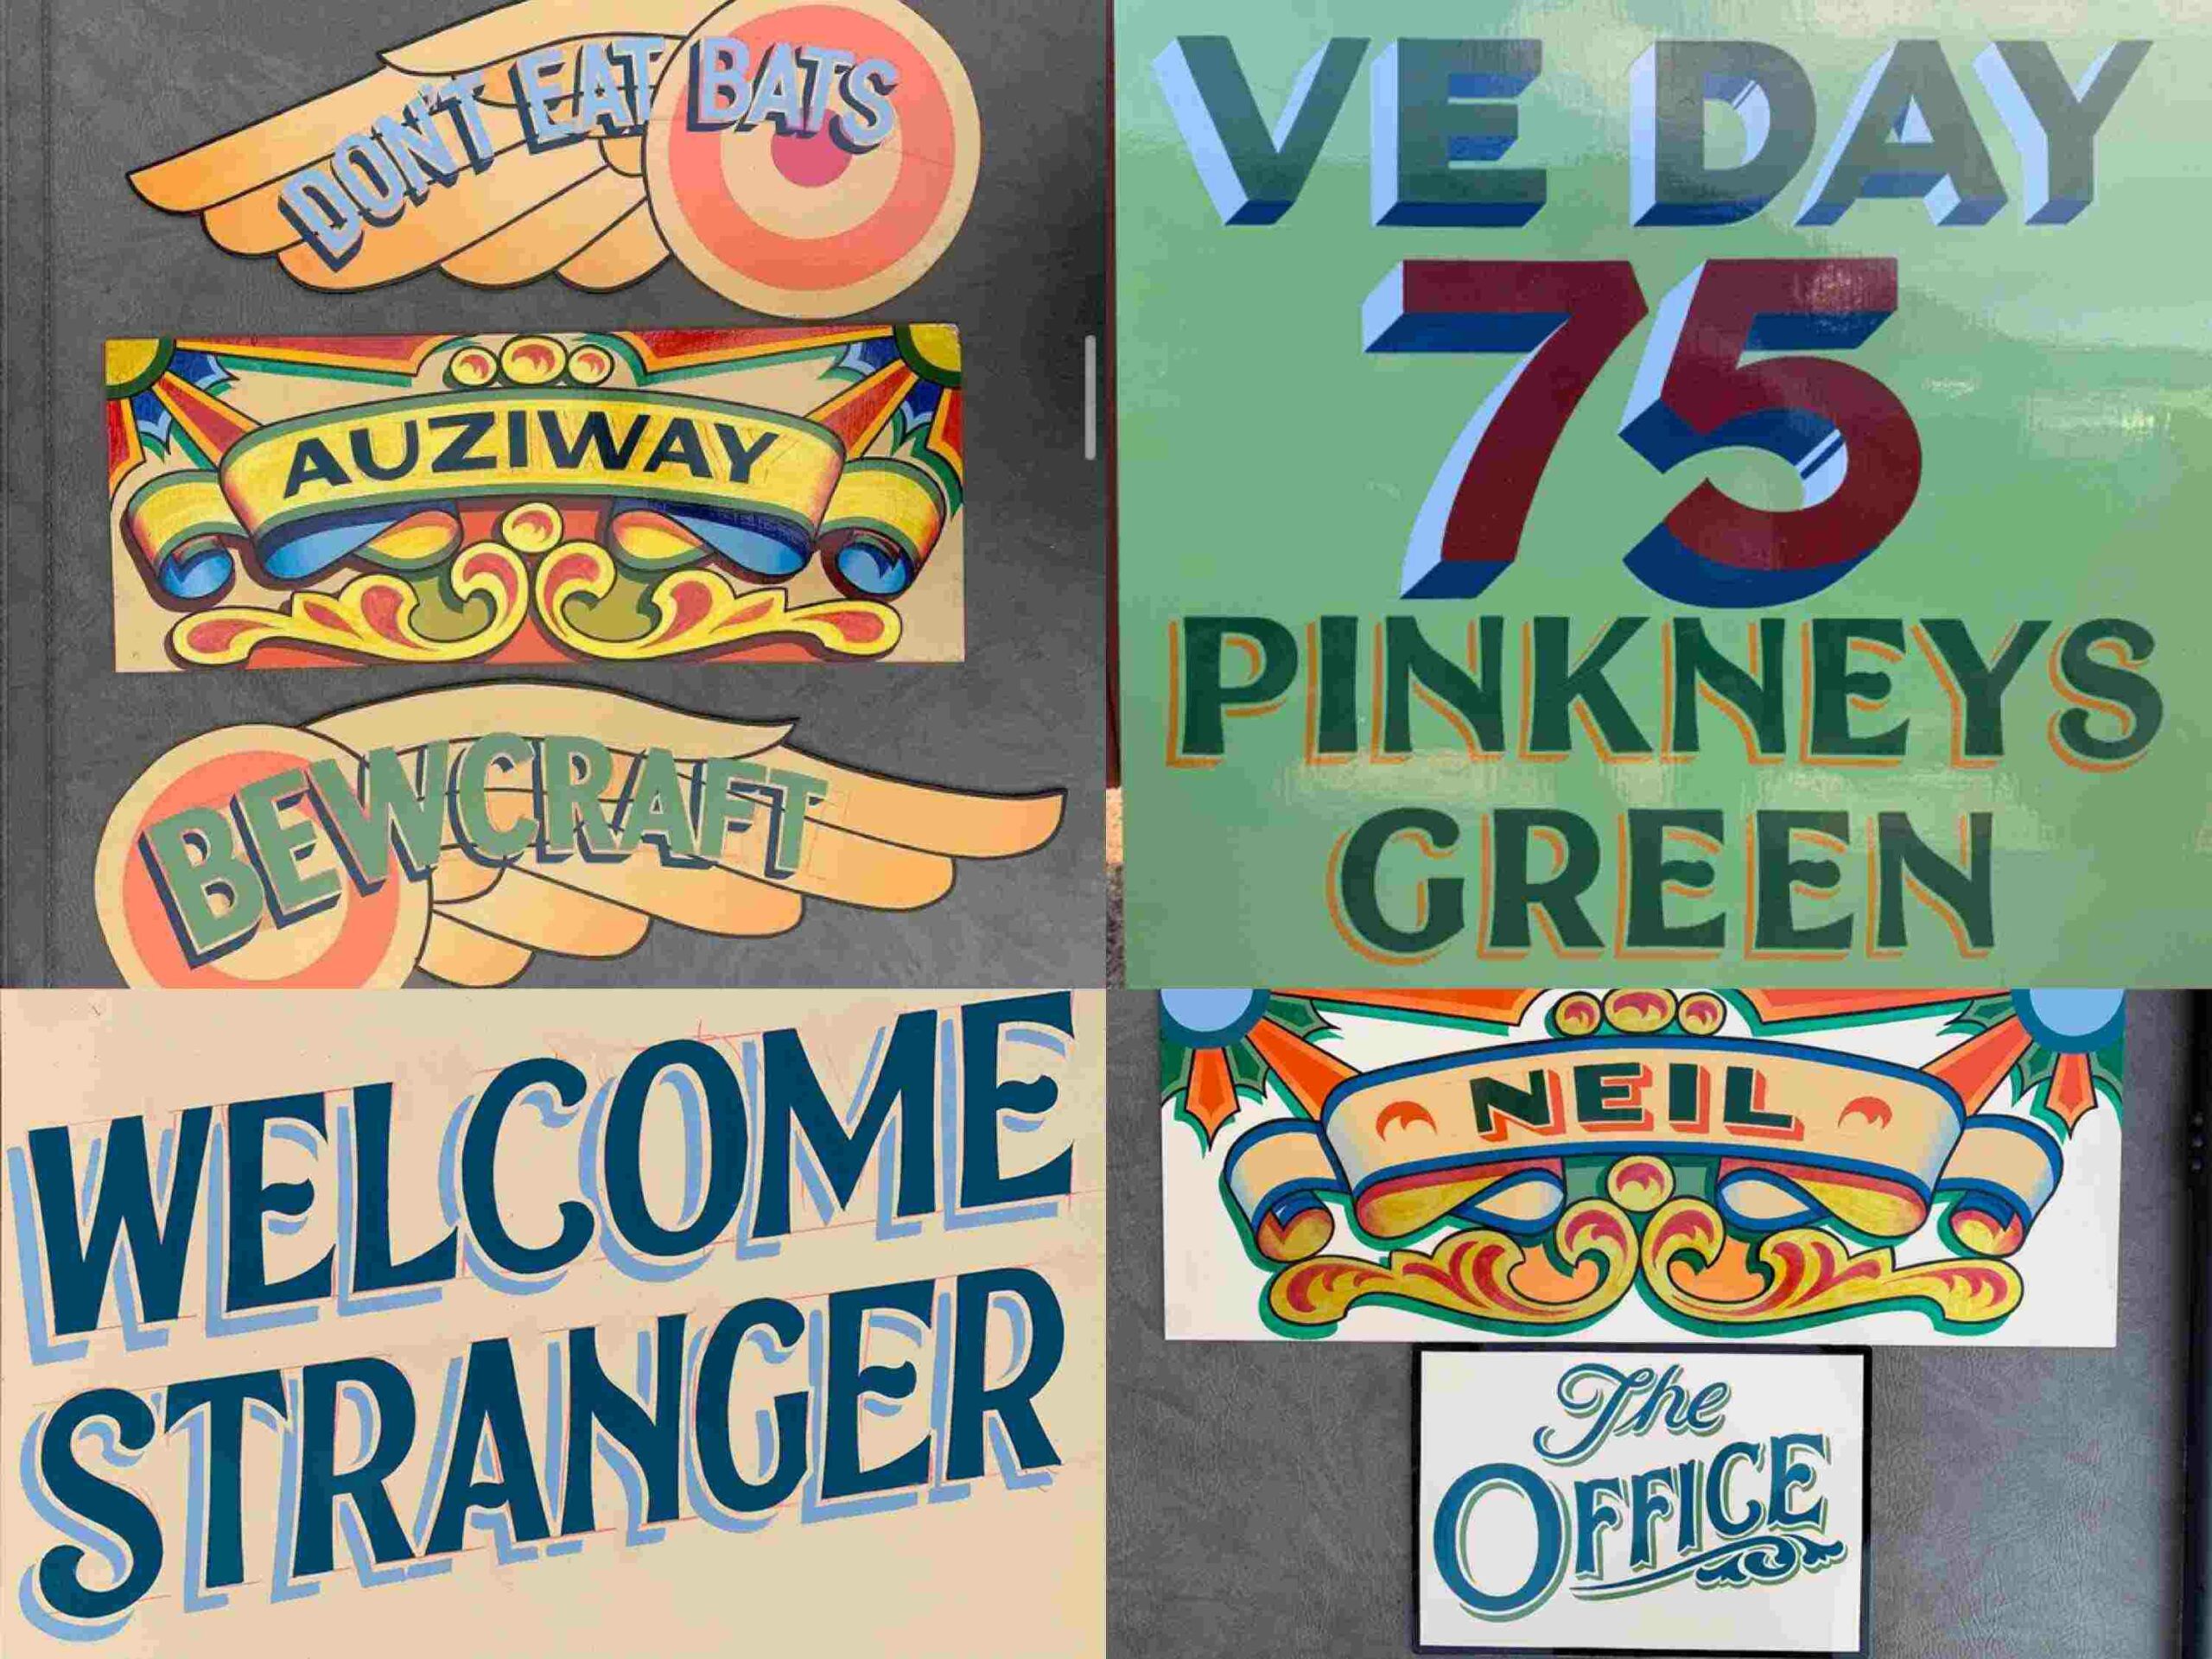 DON'T EAT BATS
AUZIWAY
BEWCRAFT
VE DAY
75
PINKNEYS
GREEN
WELCOME
STRANGER
NEIL
The
OFFICE